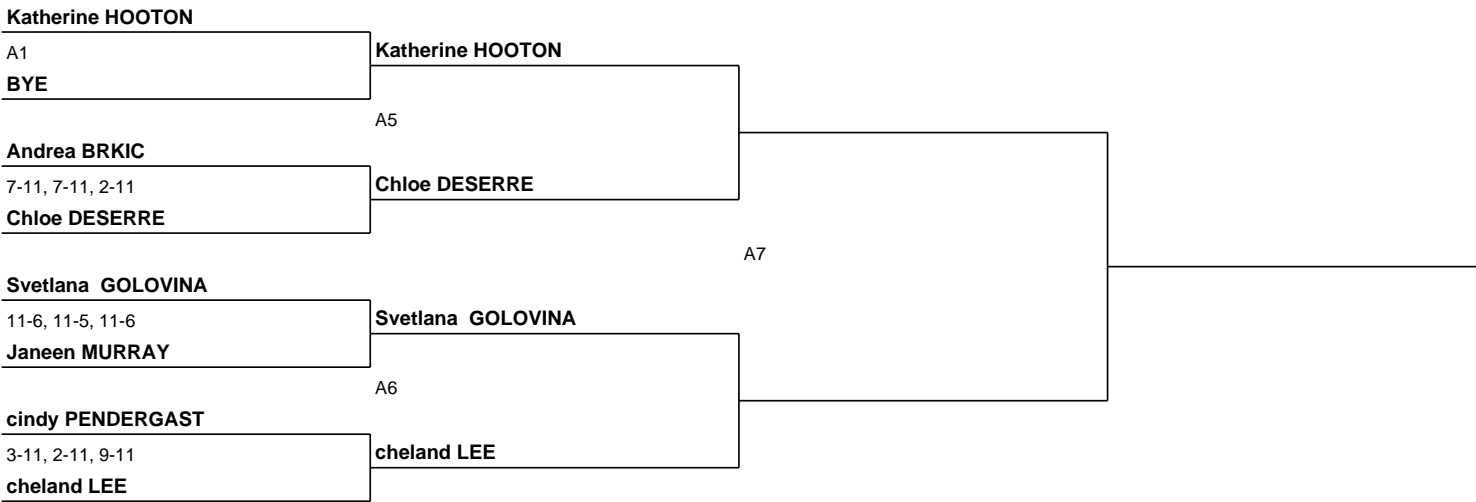 Katherine HOOTON
A1
Katherine HOOTON
BYE
A5
Andrea BRKIC
7-11, 7-11, 2-11
Chloe DESERRE
Chloe DESERRE
A7
Svetlana  GOLOVINA
11-6, 11-5, 11-6
Svetlana  GOLOVINA
Janeen MURRAY
A6
cindy PENDERGAST
3-11, 2-11, 9-11
cheland LEE
cheland LEE